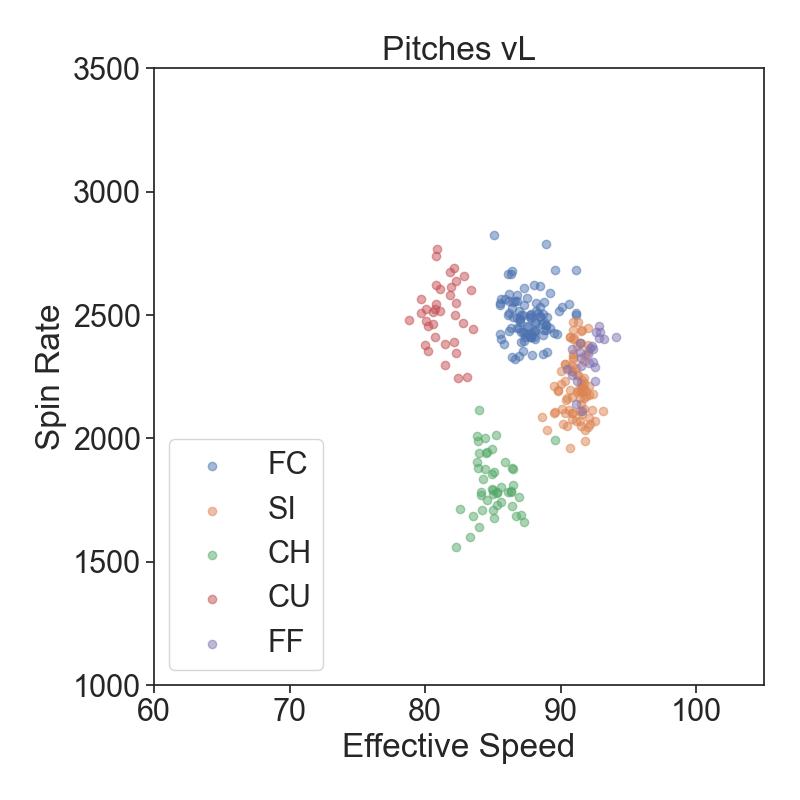 Pitches vL
3500
3000
2500
2000
1500
1000
Spin Rate
FC
SI
CH
CU
FF
60 70 80 90 100
Effective Speed